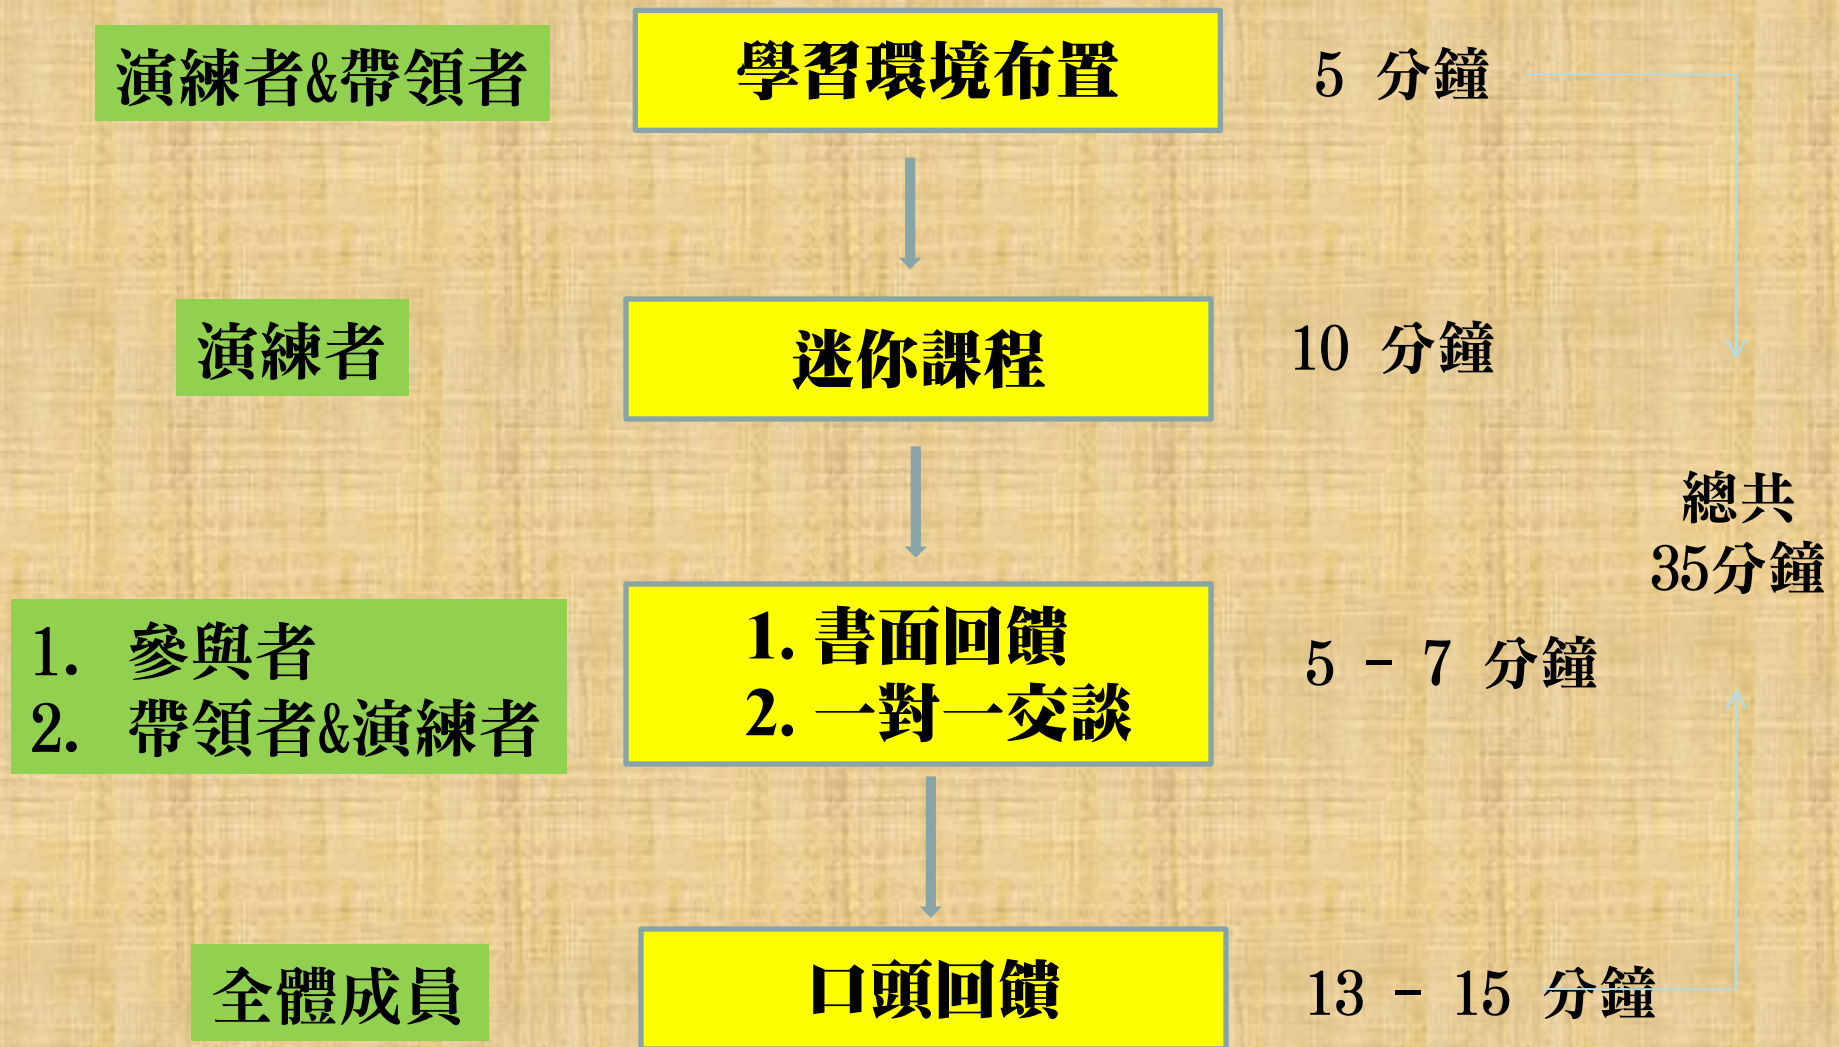 演練者&帶領者
學習環境布置
5 分鐘
演練者
迷你課程
10 分鐘
總共
35分鐘
1. 參與者
2. 帶領者&演練者
1. 書面回饋
2. 一對一交談
5 - 7 分鐘
全體成員
口頭回饋
13 - 15 分鐘